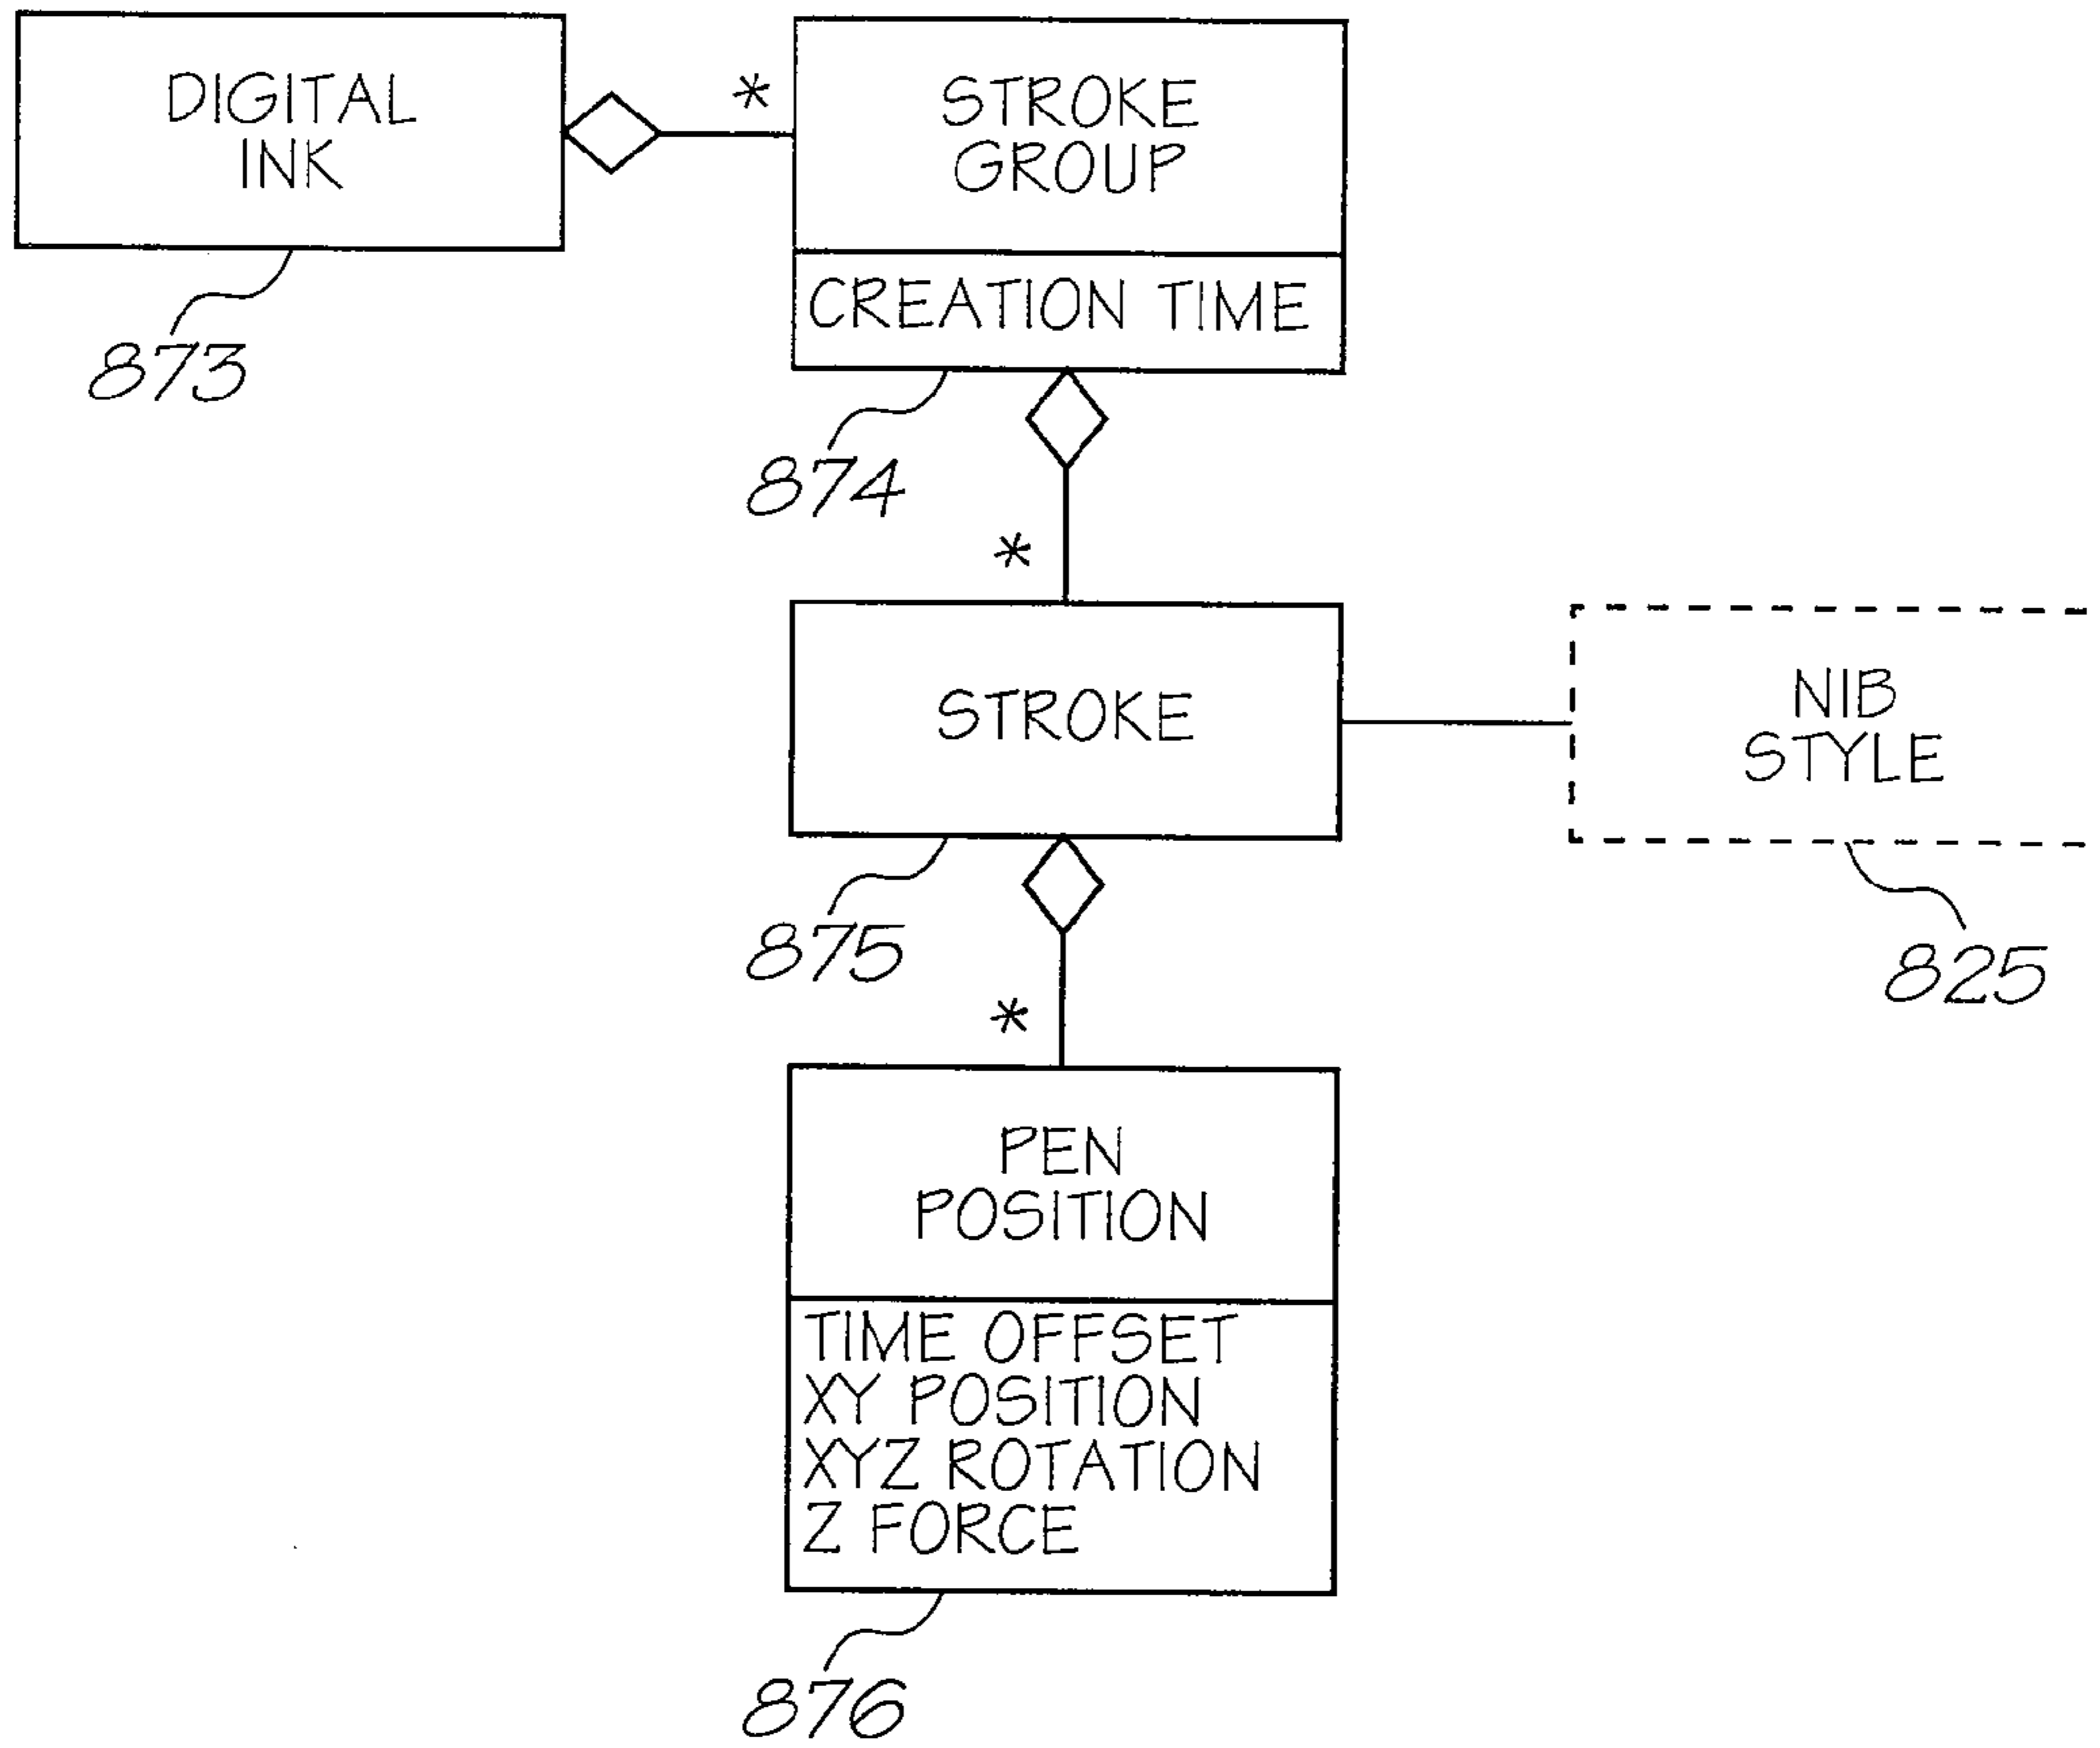 DIGITAL
INK
873
*
STROKE
GROUP
CREATION TIME
874
*
STROKE
875
NIB
STYLE
825
*
PEN
POSITION
TIME OFFSET
XY POSITION
XYZ ROTATION
Z FORCE
876